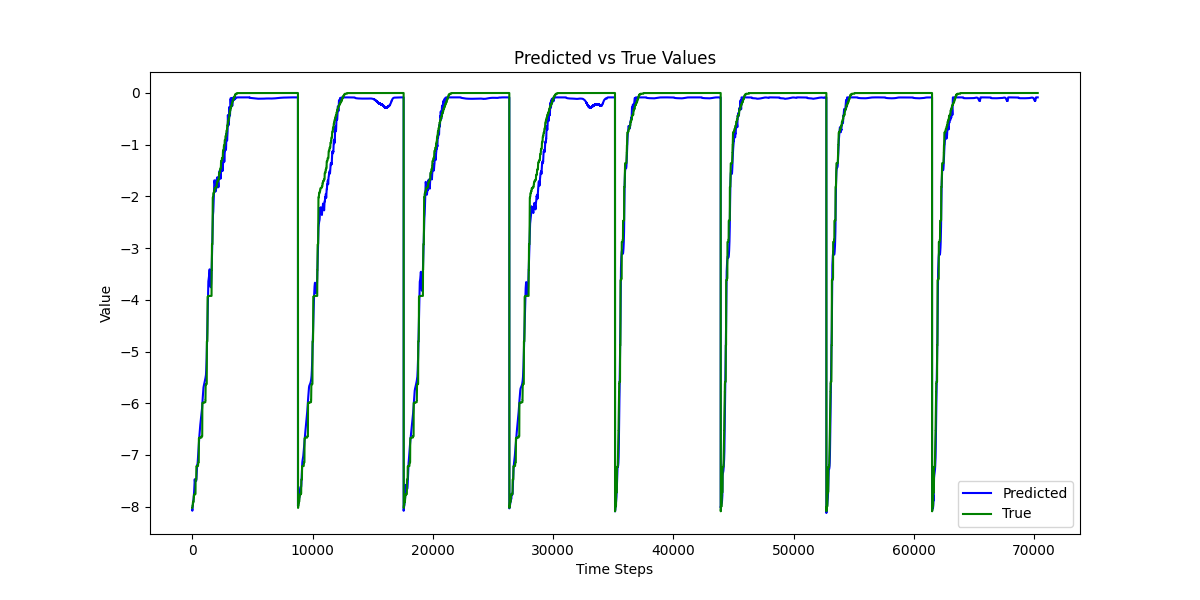 Predicted vs True Values
0
−1
−2
−3
−4
−5
−6
−7
−8
Value
0 10000 20000 30000 40000 50000 60000 70000
Time Steps
Predicted
True